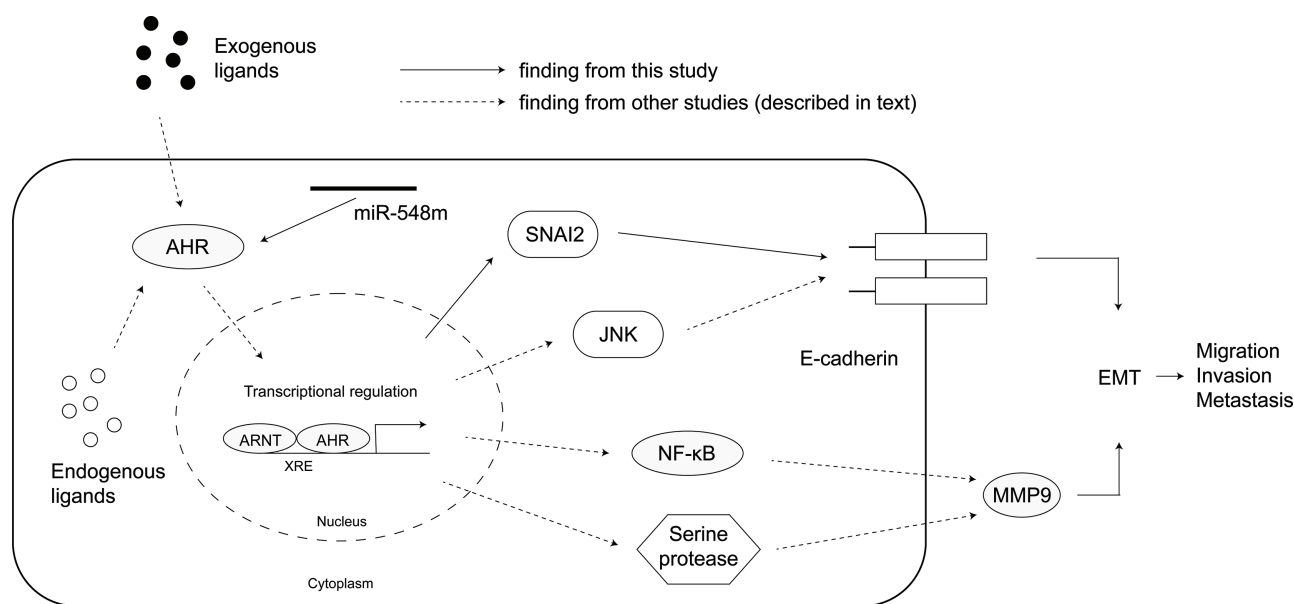 Exogenous
ligands
finding from this study
finding from other studies (described in text)
miR-548m
AHR
SNAI2
JNK
E-cadherin
Migration
EMT
Invasion
Metastasis
Transcriptional regulation
ARNT
AHR
XRE
NF-κB
Endogenous
ligands
MMP9
Nucleus
Serine
protease
Cytoplasm